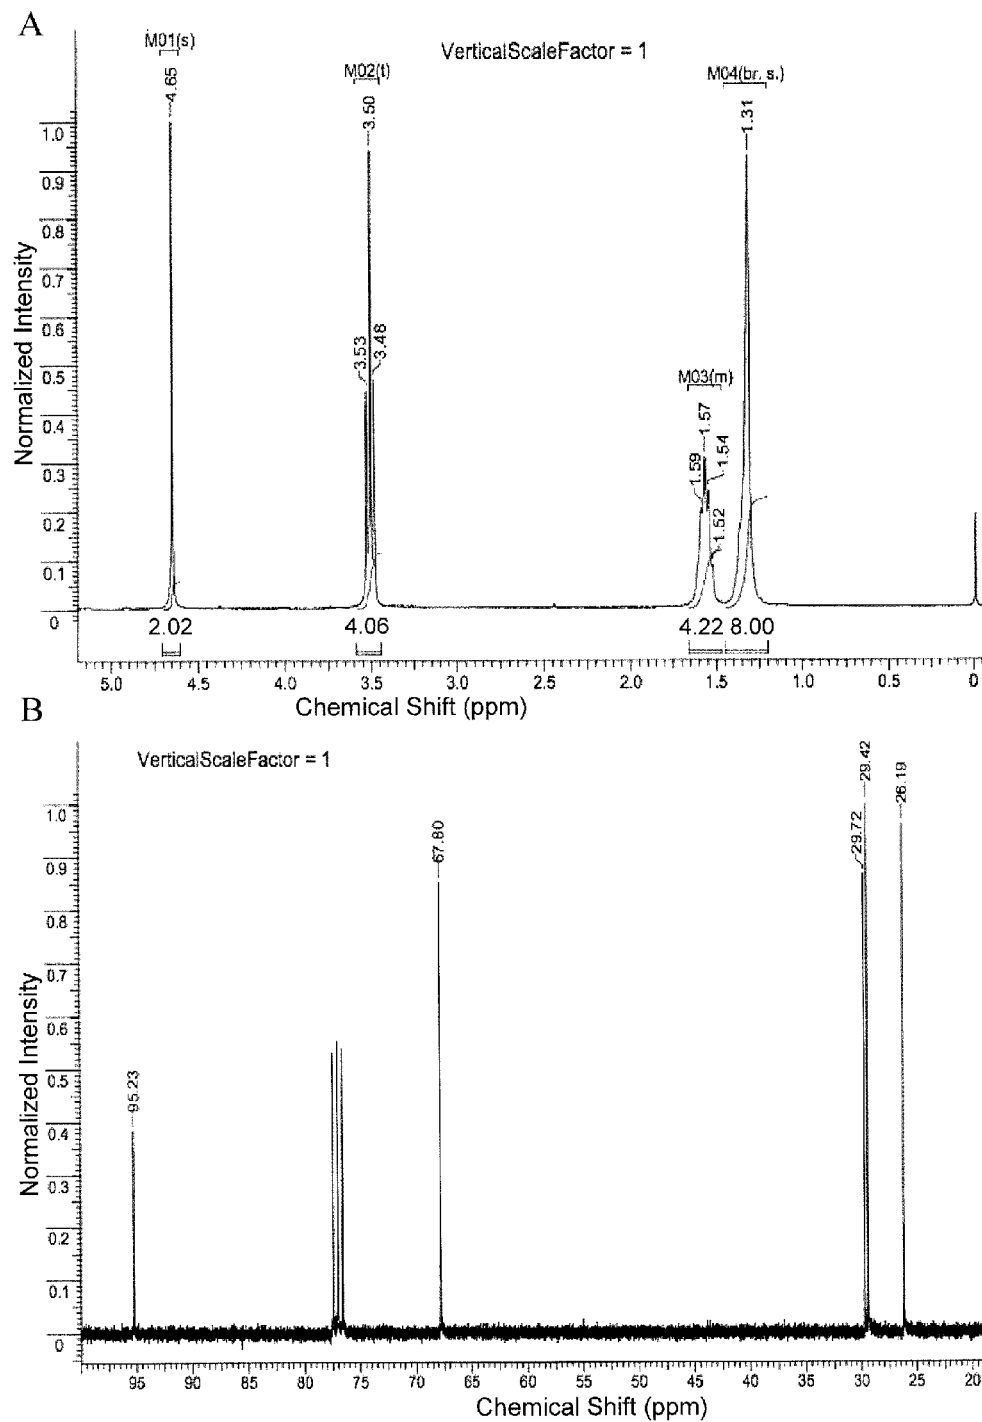 A
M01(s)
VerticalScaleFactor = 1
M02(t)
M04(br. s.)
4.65
3.50
1.31
3.53
3.48
M03(m)
1.59
1.57
1.54
1.52
Normalized Intensity
1.0
0.9
0.8
0.7
0.6
0.5
0.4
0.3
0.2
0.1
0
2.02 4.06 4.22 8.00
5.0 4.5 4.0 3.5 3.0 2.5 2.0 1.5 1.0 0.5 0
Chemical Shift (ppm)
B
VerticalScaleFactor = 1
95.23
67.80
29.72
29.42
26.19
Normalized Intensity
1.0
0.9
0.8
0.7
0.6
0.5
0.4
0.3
0.2
0.1
0
95 90 85 80 75 70 65 60 55 50 45 40 35 30 25 20
Chemical Shift (ppm)